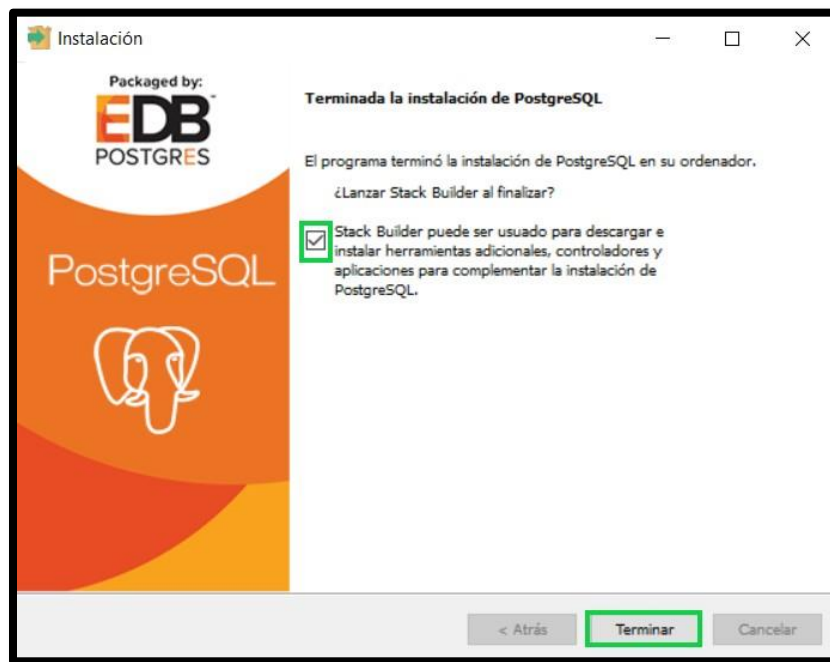 Instalación
Packaged by:
EDB
POSTGRES
PostgreSQL
Terminada la instalación de PostgreSQL
El programa terminó la instalación de PostgreSQL en su ordenador.
¿Lanzar Stack Builder al finalizar?
Stack Builder puede ser usado para descargar e
instalar herramientas adicionales, controladores y
aplicaciones para complementar la instalación de
PostgreSQL.
< Atrás
Terminar
Cancelar